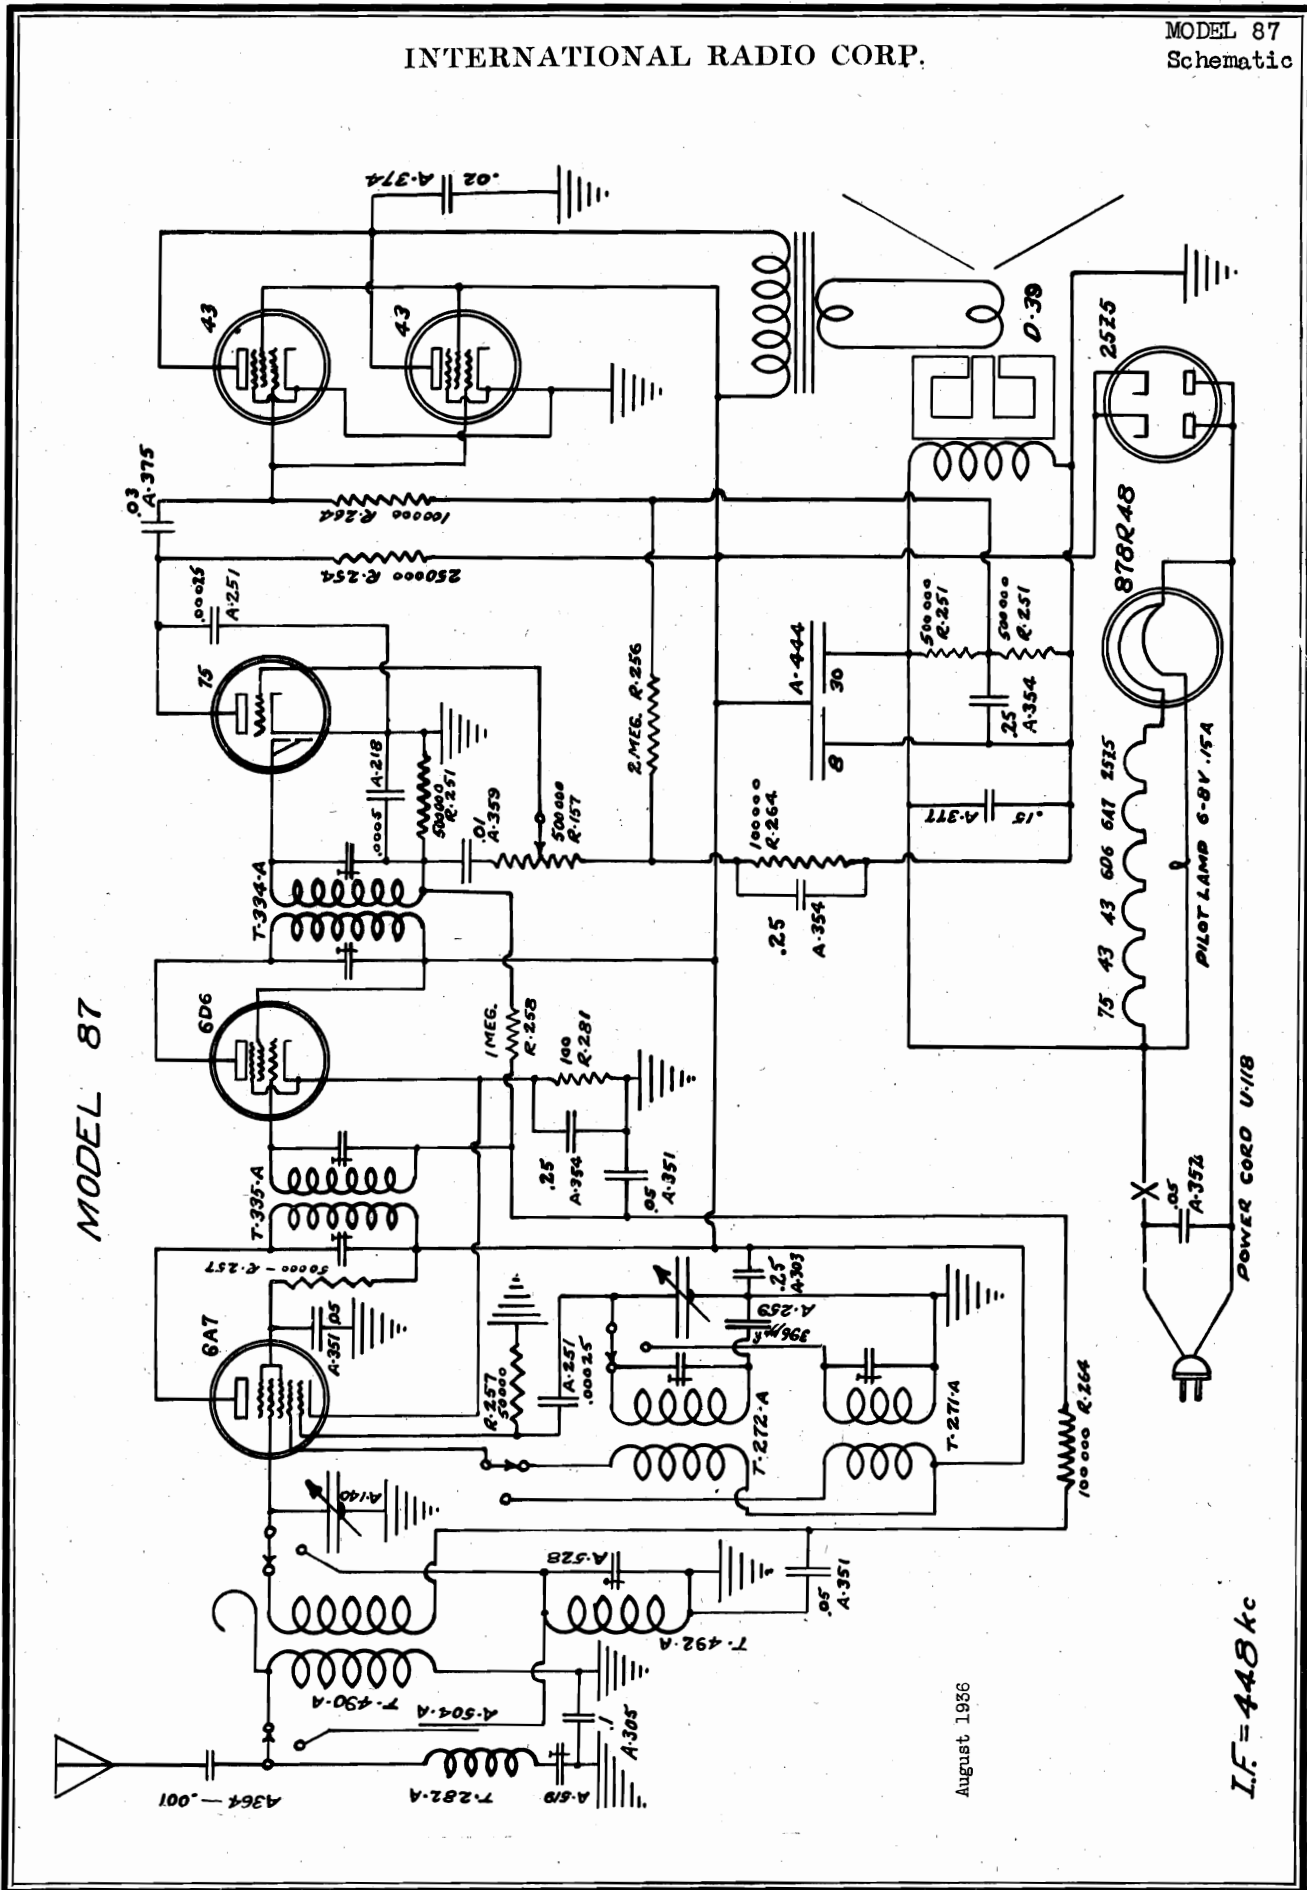 INTERNATIONAL RADIO CORP.
MODEL 87
Schematic
MODEL 87
A364 — .001
T-282-A
A-519
.1
A-305
A-504-A
T-490-A
A-528
T-492-A
.05
A-351
A-140
6A7
A-351 .05
50000 — R-257
R-257
50000
A-251
.00025
T-272-A
T-271-A
396μμf
A-259
.25
A-303
100000 R-264
T-335-A
6D6
.25
A-354
.05
A-351
100
R-281
1 MEG.
R-258
T-334-A
75
.0005 A-218
500000
R-251
.01
A-359
500000
R-157
.00025
A-251
.03
A-375
250000 R-254
100000 R-264
2 MEG. R-256
43
43
A-374 .02
D-39
25Z5
878R48
A-444
8
30
500000
R-251
500000
R-251
.25
A-354
A-377 .15
100000
R-264
.25
A-354
75 43 43 6D6 6A7 25Z5
PILOT LAMP 6-8V .15A
.05
A-352
POWER CORD U-118
August 1936
I.F. = 448 kc